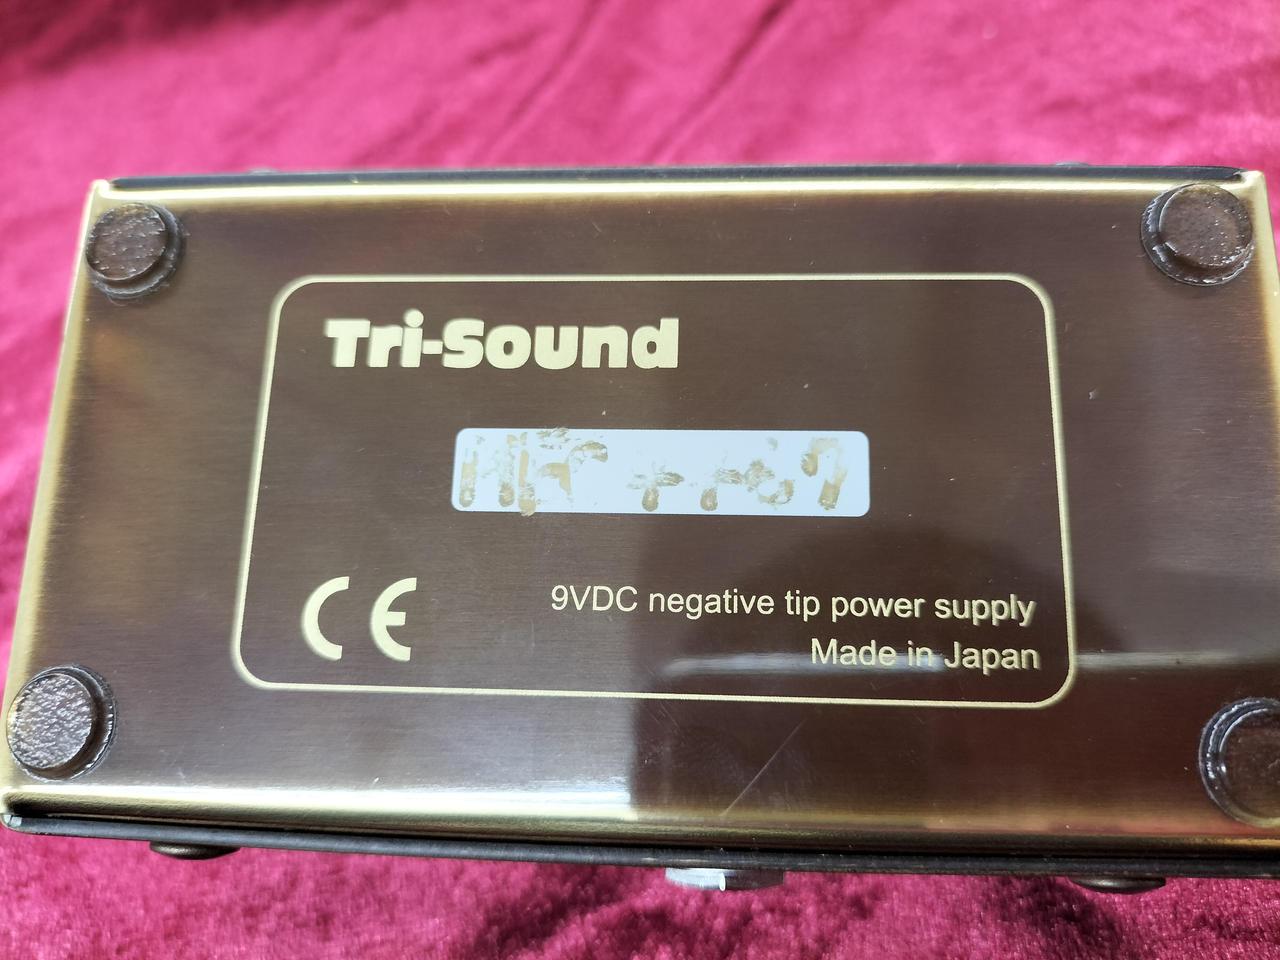 Tri-Sound
CE
9VDC negative tip power supply
Made in Japan